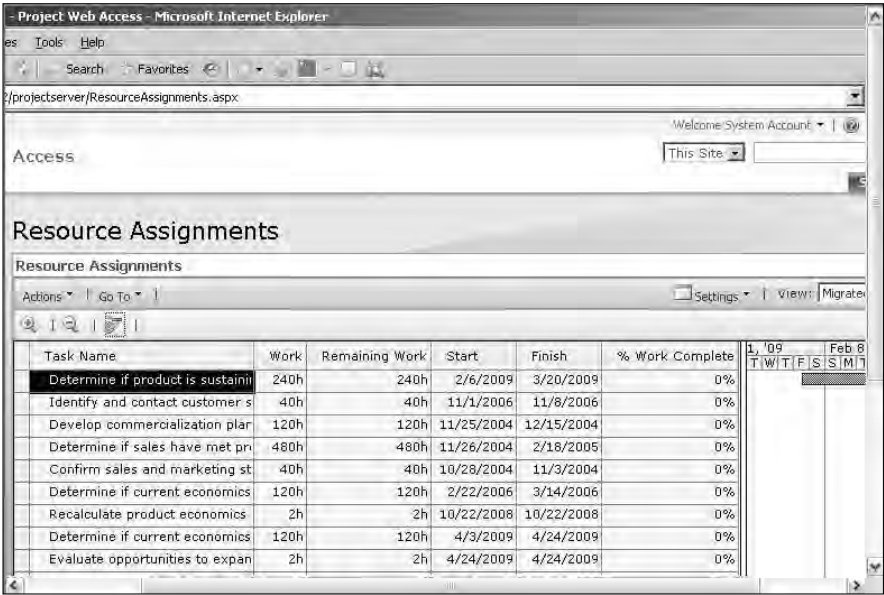 - Project Web Access - Microsoft Internet Explorer
es Tools Help
Search Favorites
2/projectserver/ResourceAssignments.aspx
Welcome System Account
Access
This Site
Resource Assignments
Resource Assignments
Actions Go To Settings View: Migrate
Task Name Work Remaining Work Start Finish % Work Complete 1, '09 Feb 8
T W T F S S M T
Determine if product is sustainin 240h 240h 2/6/2009 3/20/2009 0%
Identify and contact customer s 40h 40h 11/1/2006 11/8/2006 0%
Develop commercialization plan 120h 120h 11/25/2004 12/15/2004 0%
Determine if sales have met pro 480h 480h 11/26/2004 2/18/2005 0%
Confirm sales and marketing st 40h 40h 10/28/2004 11/3/2004 0%
Determine if current economics 120h 120h 2/22/2006 3/14/2006 0%
Recalculate product economics 2h 2h 10/22/2008 10/22/2008 0%
Determine if current economics 120h 120h 4/3/2009 4/24/2009 0%
Evaluate opportunities to expan 2h 2h 4/24/2009 4/24/2009 0%